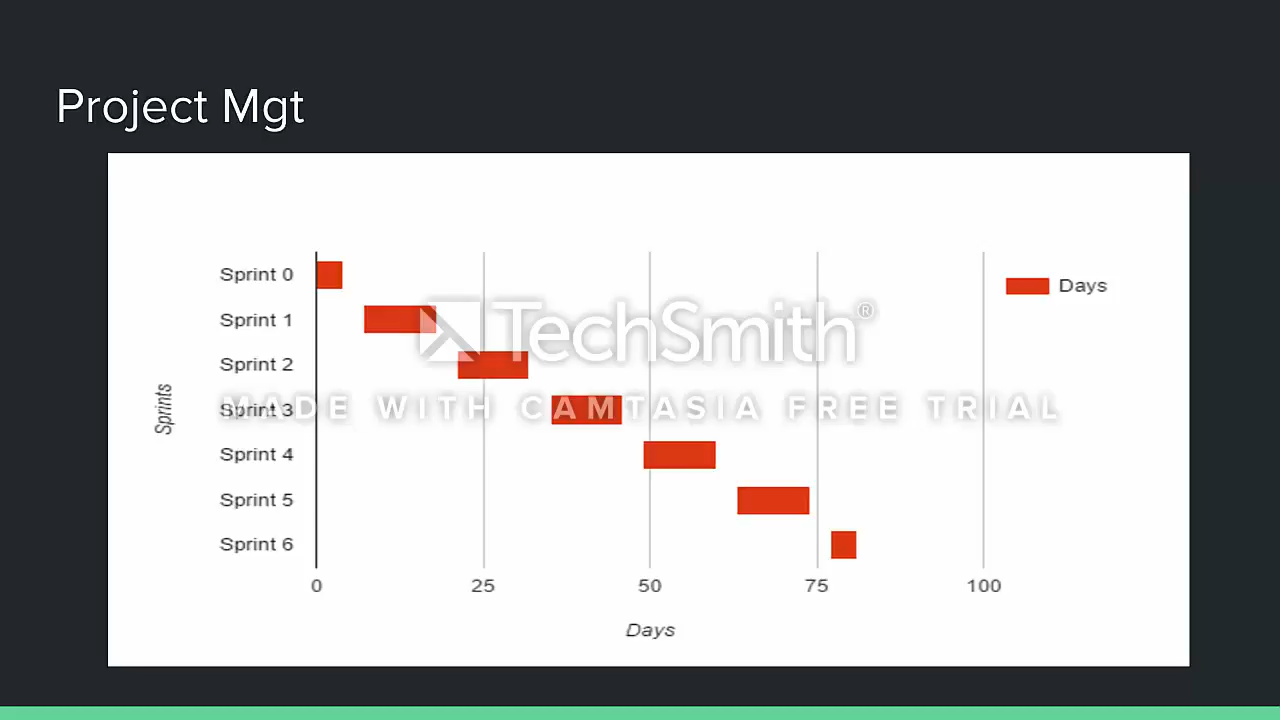 Project Mgt
Sprint 0
Days
Sprint 1
TechSmith®
Sprint 2
Sprints
Sprint 3
MADE WITH CAMTASIA FREE TRIAL
Sprint 4
Sprint 5
Sprint 6
0 25 50 75 100
Days